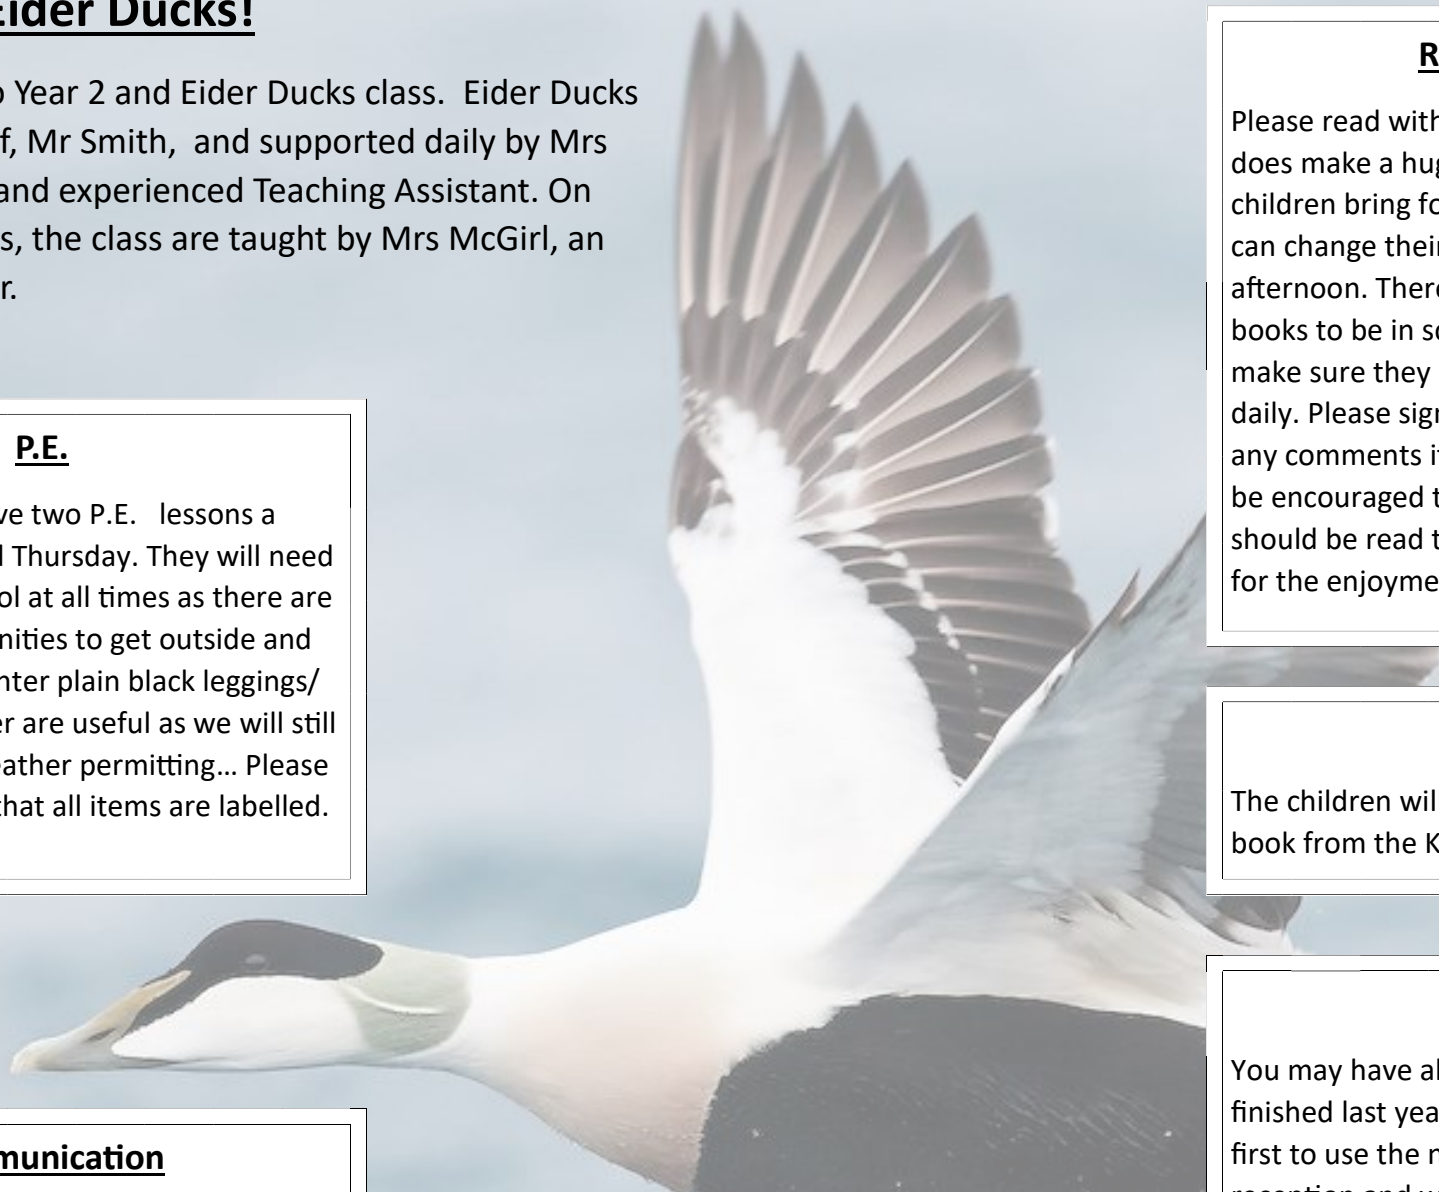 Eider Ducks!
Year 2 and Eider Ducks class. Eider Ducks
Mr Smith, and supported daily by Mrs
and experienced Teaching Assistant. On
the class are taught by Mrs McGirl, an
P.E.
two P.E. lessons a
Thursday. They will need
at all times as there are
to get outside and
plain black leggings/
are useful as we will still
permitting... Please
that all items are labelled.
munication
R
Please read with
does make a hug
children bring fo
can change their
afternoon. There
books to be in sc
make sure they
daily. Please sign
any comments if
be encouraged t
should be read t
for the enjoyme
The children wil
book from the K
You may have al
finished last yea
first to use the n